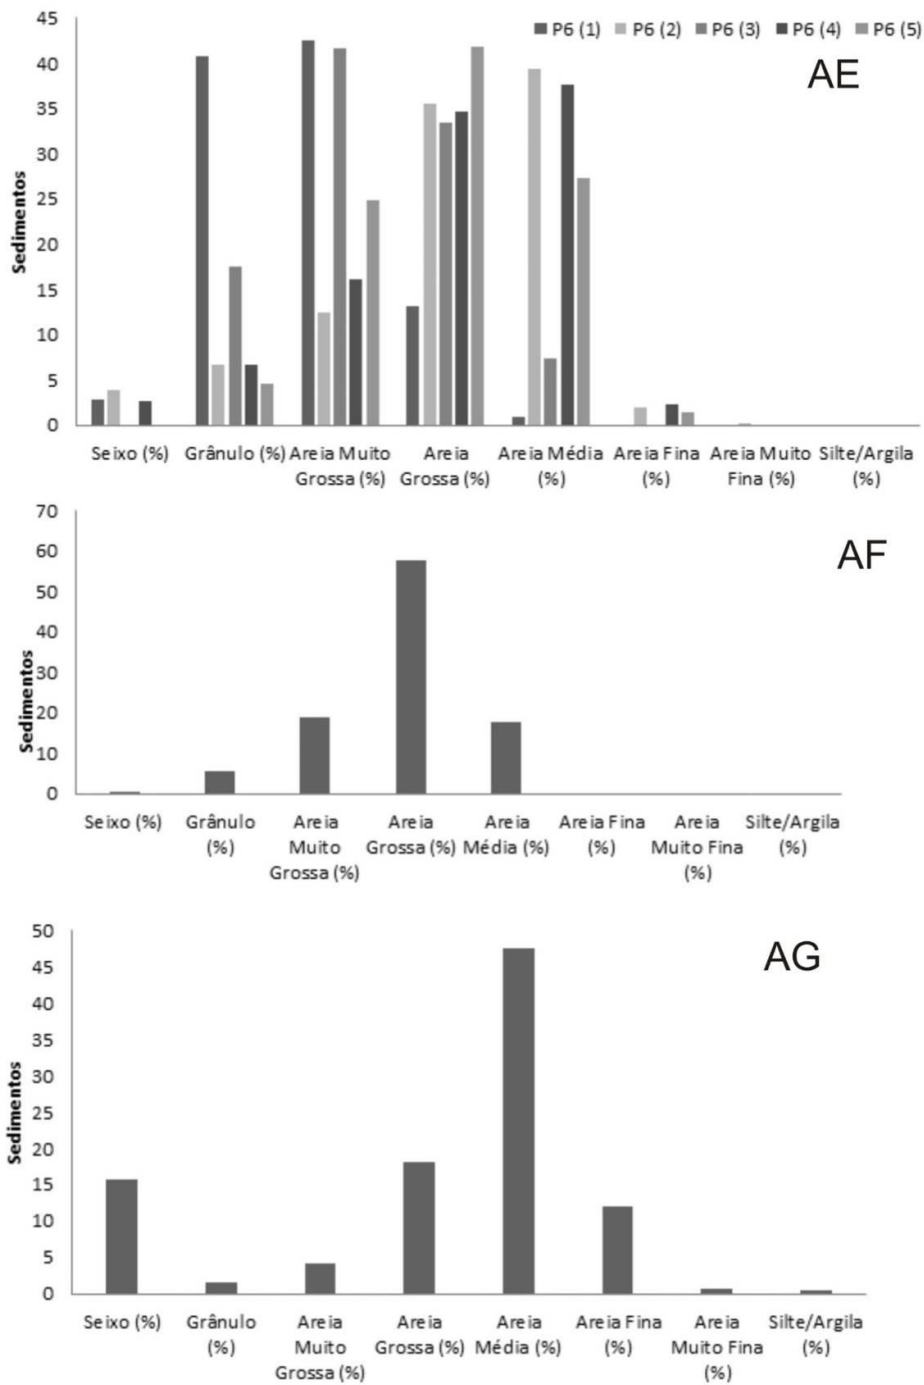 45
40
35
30
25
20
15
10
5
0
Sedimentos
P6 (1) P6 (2) P6 (3) P6 (4) P6 (5)
AE
Seixo (%) Grânulo (%) Areia Muito Areia Areia Média Areia Fina Areia Muito Silte/Argila
Grossa (%) Grossa (%) (%) (%) Fina (%) (%)
70
60
50
40
30
20
10
0
Sedimentos
AF
Seixo (%) Grânulo Areia Areia Areia Areia Fina Areia Silte/Argila
(%) Muito Grossa (%) Média (%) (%) Muito Fina (%)
Grossa (%) (%)
50
45
40
35
30
25
20
15
10
5
0
Sedimentos
AG
Seixo (%) Grânulo Areia Areia Areia Areia Fina Areia Silte/Argila
(%) Muito Grossa (%) Média (%) (%) Muito Fina (%)
Grossa (%) (%)